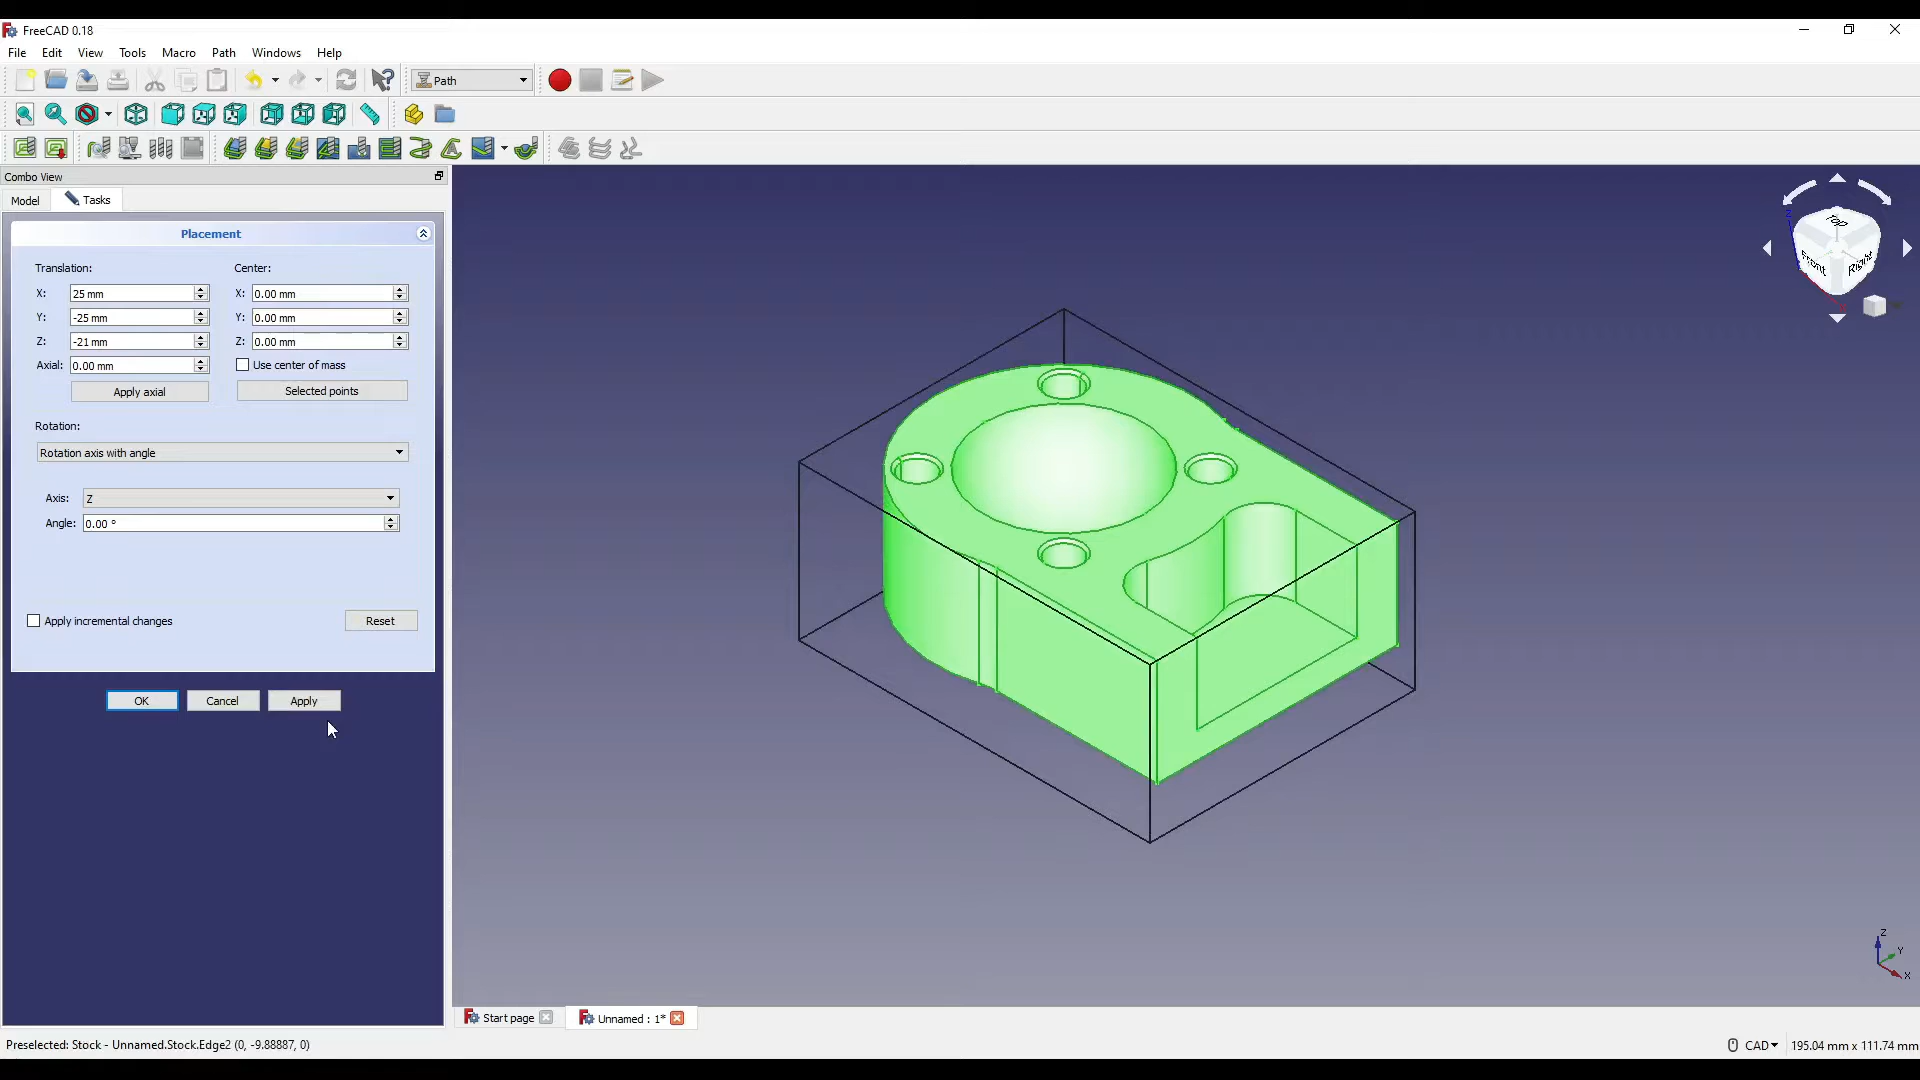 FreeCAD 0.18
File Edit View Tools Macro Path Windows Help
Path
Combo View
Model Tasks
Placement
Translation: Center:
X: 25 mm X: 0.00 mm
Y: -25 mm Y: 0.00 mm
Z: -21 mm Z: 0.00 mm
Axial: 0.00 mm Use center of mass
Apply axial Selected points
Rotation:
Rotation axis with angle
Axis: Z
Angle: 0.00 °
Apply incremental changes Reset
OK Cancel Apply
Top
Front Right
Z
Y
X
Start page Unnamed : 1*
Preselected: Stock - Unnamed.Stock.Edge2 (0, -9.88887, 0) CAD 195.04 mm x 111.74 mm